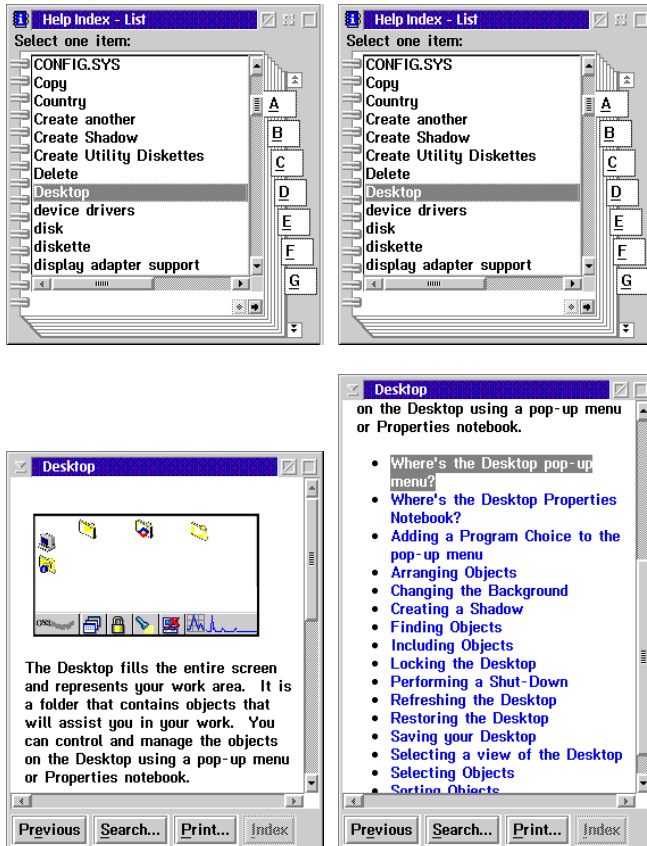 Help Index - List
Select one item:
CONFIG.SYS
Copy
Country
Create another
Create Shadow
Create Utility Diskettes
Delete
Desktop
device drivers
disk
diskette
display adapter support
A
B
C
D
E
F
G
Help Index - List
Select one item:
CONFIG.SYS
Copy
Country
Create another
Create Shadow
Create Utility Diskettes
Delete
Desktop
device drivers
disk
diskette
display adapter support
A
B
C
D
E
F
G
Desktop
The Desktop fills the entire screen
and represents your work area. It is
a folder that contains objects that
will assist you in your work. You
can control and manage the objects
on the Desktop using a pop-up menu
or Properties notebook.
Previous Search... Print... Index
Desktop
on the Desktop using a pop-up menu
or Properties notebook.
• Where's the Desktop pop-up
menu?
• Where's the Desktop Properties
Notebook?
• Adding a Program Choice to the
pop-up menu
• Arranging Objects
• Changing the Background
• Creating a Shadow
• Finding Objects
• Including Objects
• Locking the Desktop
• Performing a Shut-Down
• Refreshing the Desktop
• Restoring the Desktop
• Saving your Desktop
• Selecting a view of the Desktop
• Selecting Objects
• Sorting Objects
Previous Search... Print... Index